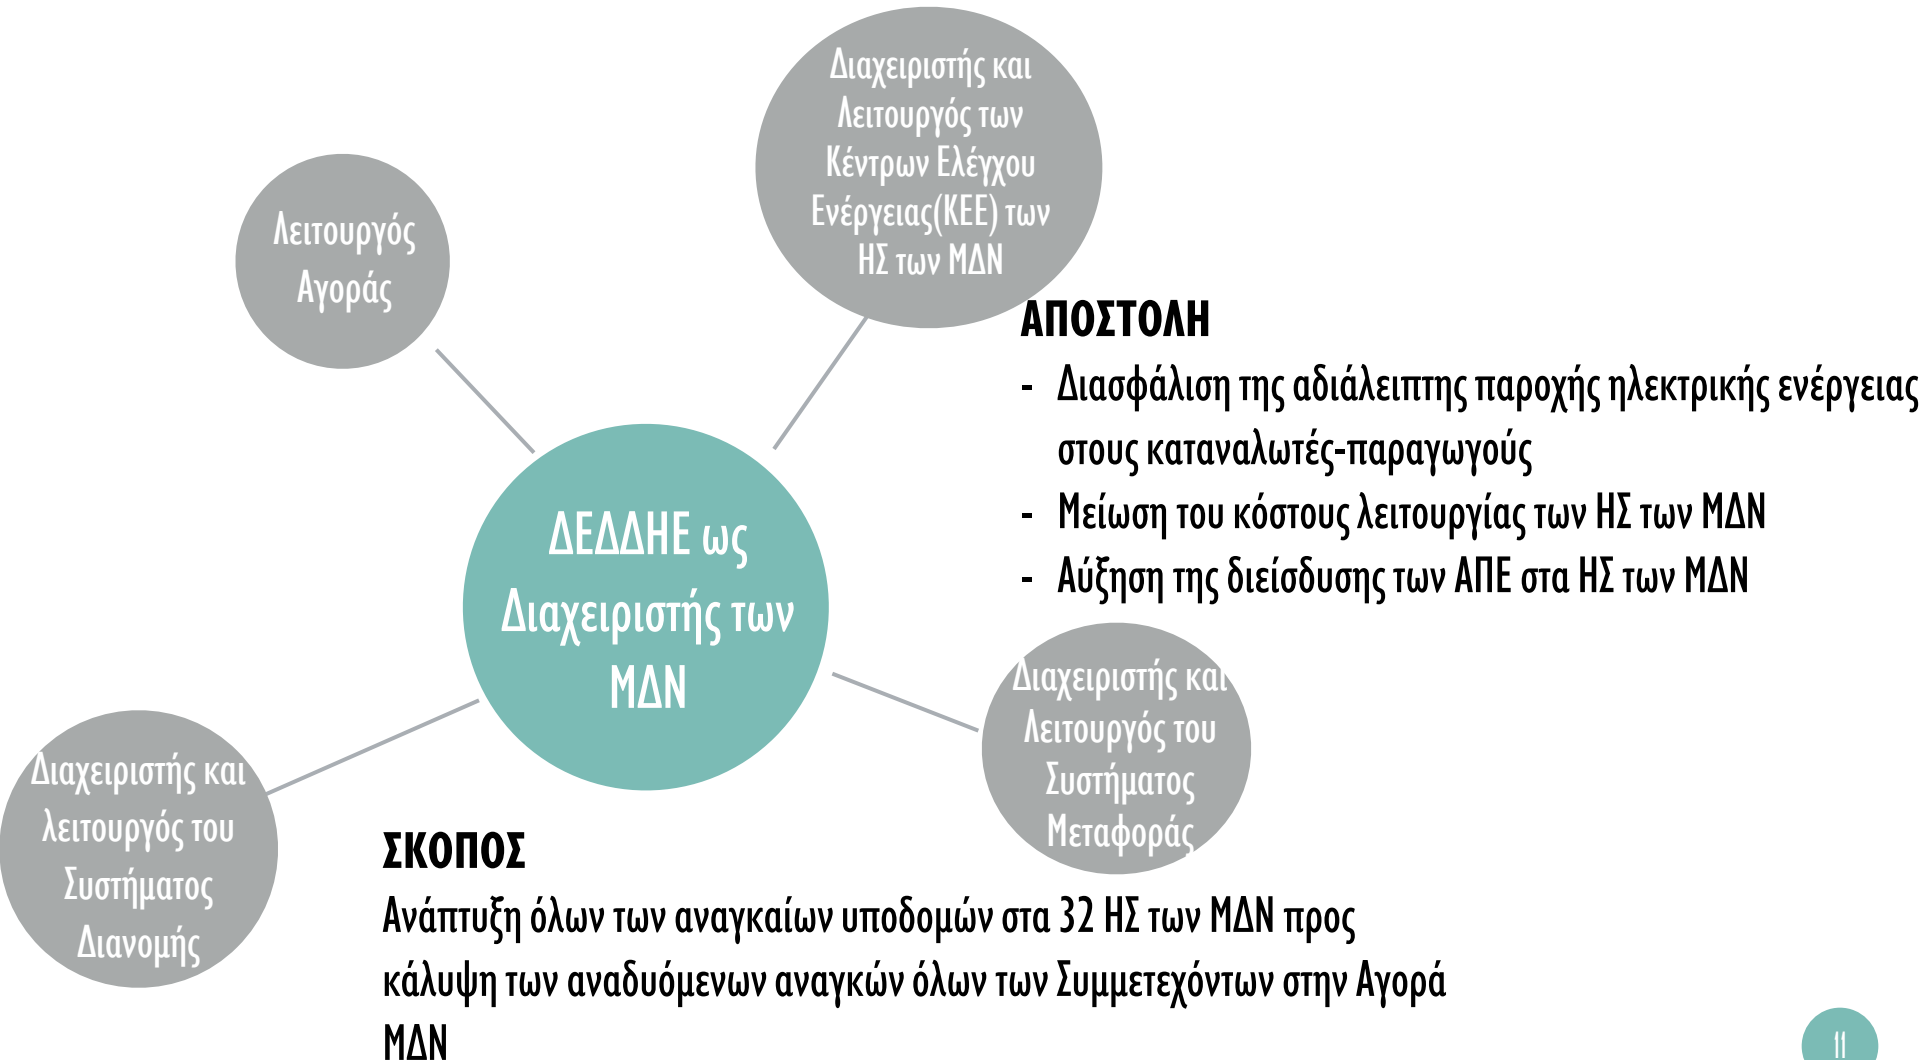 Διαχειριστής και
Λειτουργός των
Κέντρων Ελέγχου
Ενέργειας(ΚΕΕ) των
ΗΣ των ΜΔΝ
Λειτουργός
Αγοράς
ΑΠΟΣΤΟΛΗ
- Διασφάλιση της αδιάλειπτης παροχής ηλεκτρικής ενέργειας
στους καταναλωτές-παραγωγούς
- Μείωση του κόστους λειτουργίας των ΗΣ των ΜΔΝ
- Αύξηση της διείσδυσης των ΑΠΕ στα ΗΣ των ΜΔΝ
ΔΕΔΔΗΕ ως
Διαχειριστής των
ΜΔΝ
Διαχειριστής και
Λειτουργός του
Συστήματος
Μεταφοράς
Διαχειριστής και
λειτουργός του
Συστήματος
Διανομής
ΣΚΟΠΟΣ
Ανάπτυξη όλων των αναγκαίων υποδομών στα 32 ΗΣ των ΜΔΝ προς
κάλυψη των αναδυόμενων αναγκών όλων των Συμμετεχόντων στην Αγορά
ΜΔΝ
11